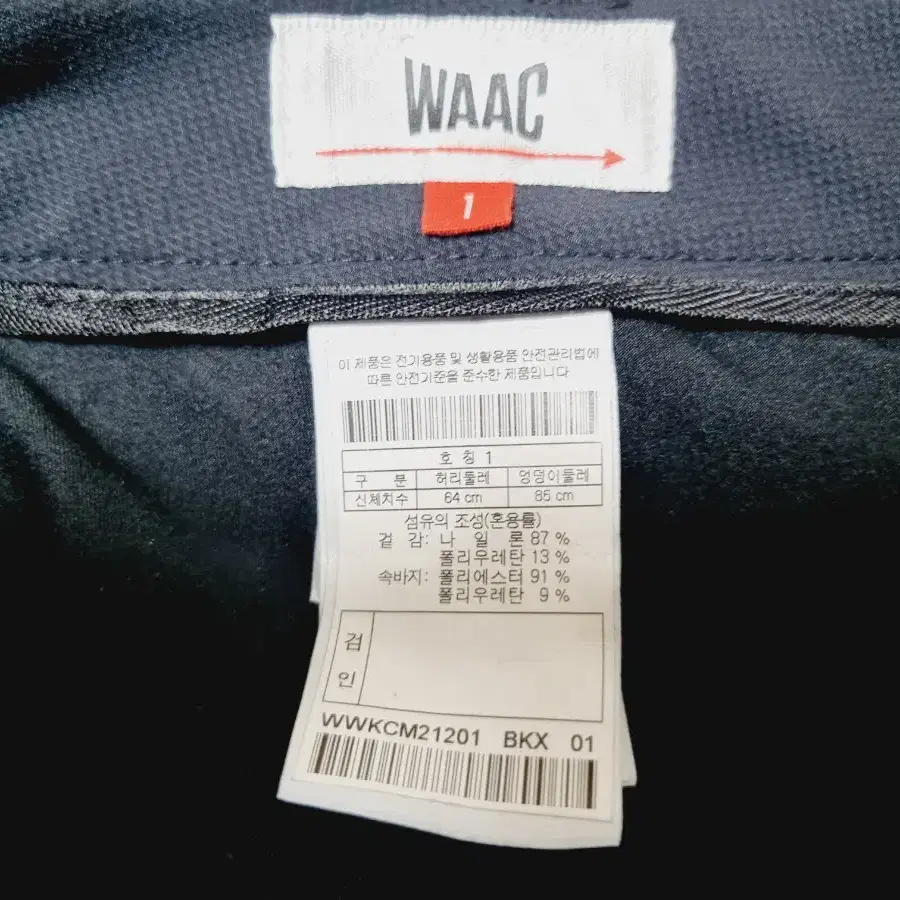 WAAC
1
이 제품은 전기용품 및 생활용품 안전관리법에
따른 안전기준을 준수한 제품입니다
호 칭 1
구 분 허리둘레 엉덩이둘레
신체치수 64 cm 85 cm
섬유의 조성(혼용률)
겉 감: 나 일 론 87 %
폴리우레탄 13 %
속바지: 폴리에스터 91 %
폴리우레탄 9 %
검
인
WWKCM21201 BKX 01